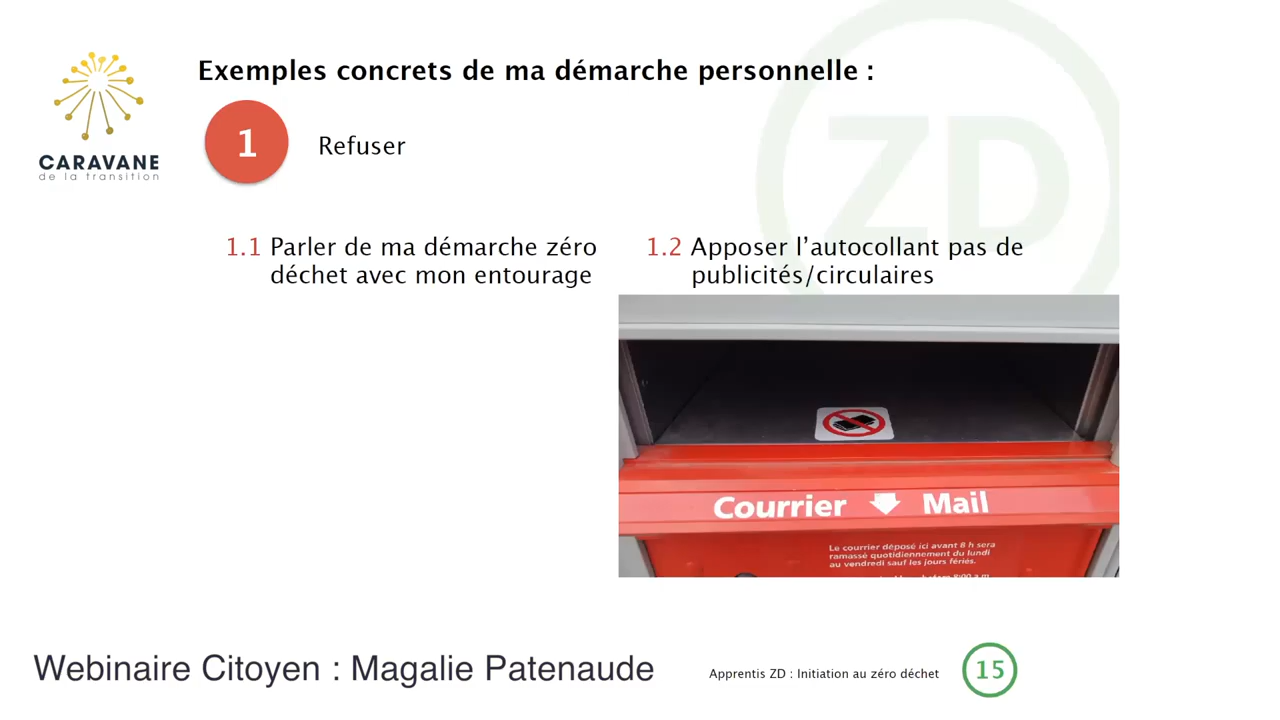 ZD
CARAVANE
de la transition
Exemples concrets de ma démarche personnelle :
1
Refuser
1.1 Parler de ma démarche zéro
déchet avec mon entourage
1.2 Apposer l’autocollant pas de
publicités/circulaires
Courrier Mail
Le courrier déposé ici avant 8 h sera
ramassé quotidiennement du lundi
au vendredi sauf les jours fériés.
before 8:00 a.m
Webinaire Citoyen : Magalie Patenaude
Apprentis ZD : Initiation au zéro déchet
15